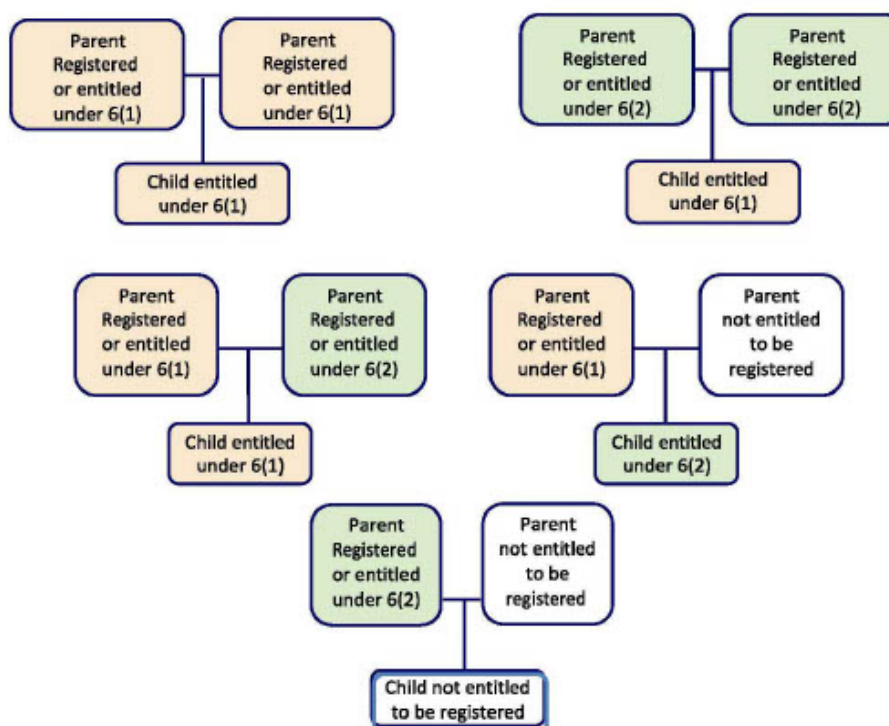 Parent
Registered
or entitled
under 6(1)
Parent
Registered
or entitled
under 6(1)
Child entitled
under 6(1)
Parent
Registered
or entitled
under 6(2)
Parent
Registered
or entitled
under 6(2)
Child entitled
under 6(1)
Parent
Registered
or entitled
under 6(1)
Parent
Registered
or entitled
under 6(2)
Child entitled
under 6(1)
Parent
Registered
or entitled
under 6(1)
Parent
not entitled
to be
registered
Child entitled
under 6(2)
Parent
Registered
or entitled
under 6(2)
Parent
not entitled
to be
registered
Child not entitled
to be registered